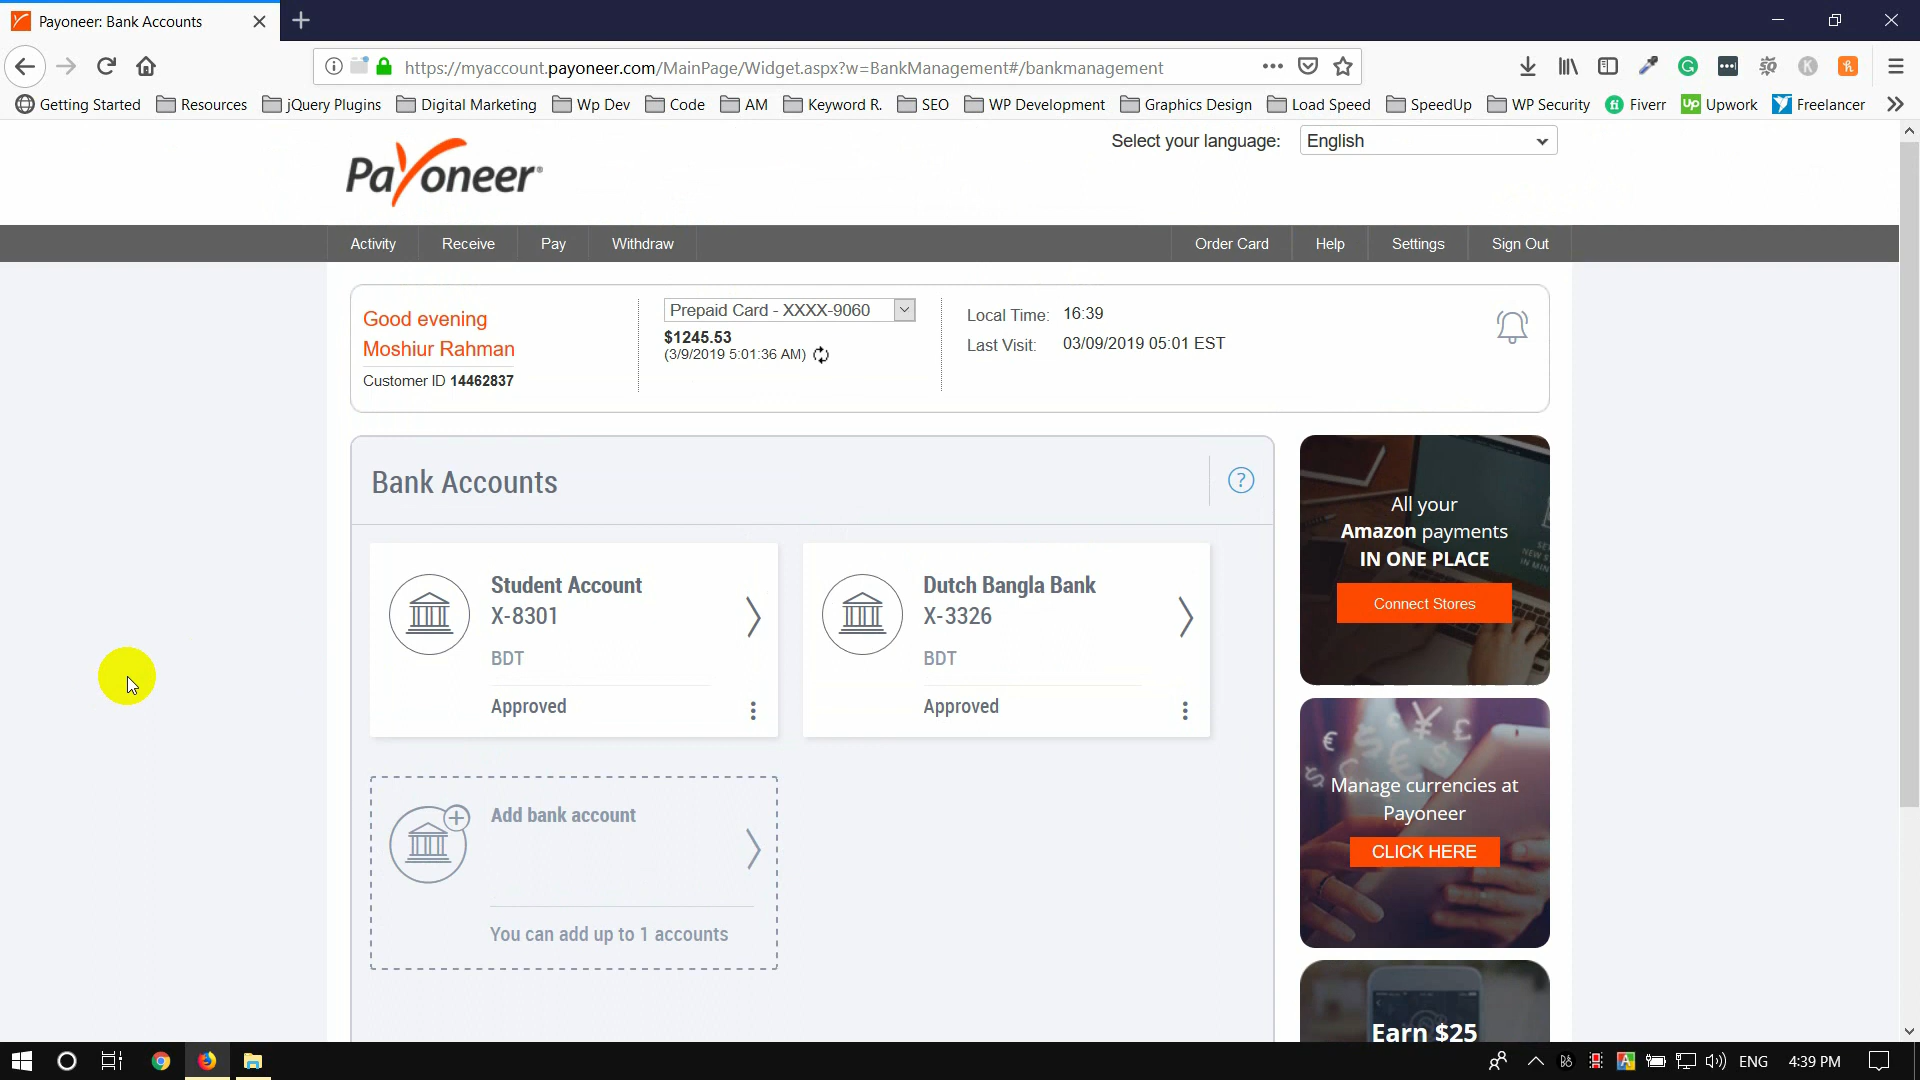 Payoneer: Bank Accounts
https://myaccount.payoneer.com/MainPage/Widget.aspx?w=BankManagement#/bankmanagement
Getting Started Resources jQuery Plugins Digital Marketing Wp Dev Code AM Keyword R. SEO WP Development Graphics Design Load Speed SpeedUp WP Security Fiverr Upwork Freelancer
Select your language: English
Payoneer
Activity Receive Pay Withdraw Order Card Help Settings Sign Out
Good evening
Moshiur Rahman
Customer ID 14462837
Prepaid Card - XXXX-9060
$1245.53
(3/9/2019 5:01:36 AM)
Local Time: 16:39
Last Visit: 03/09/2019 05:01 EST
Bank Accounts
?
Student Account
X-8301
BDT
Approved
Dutch Bangla Bank
X-3326
BDT
Approved
Add bank account
You can add up to 1 accounts
All your
Amazon payments
IN ONE PLACE
Connect Stores
Manage currencies at
Payoneer
CLICK HERE
Earn $25
ENG 4:39 PM